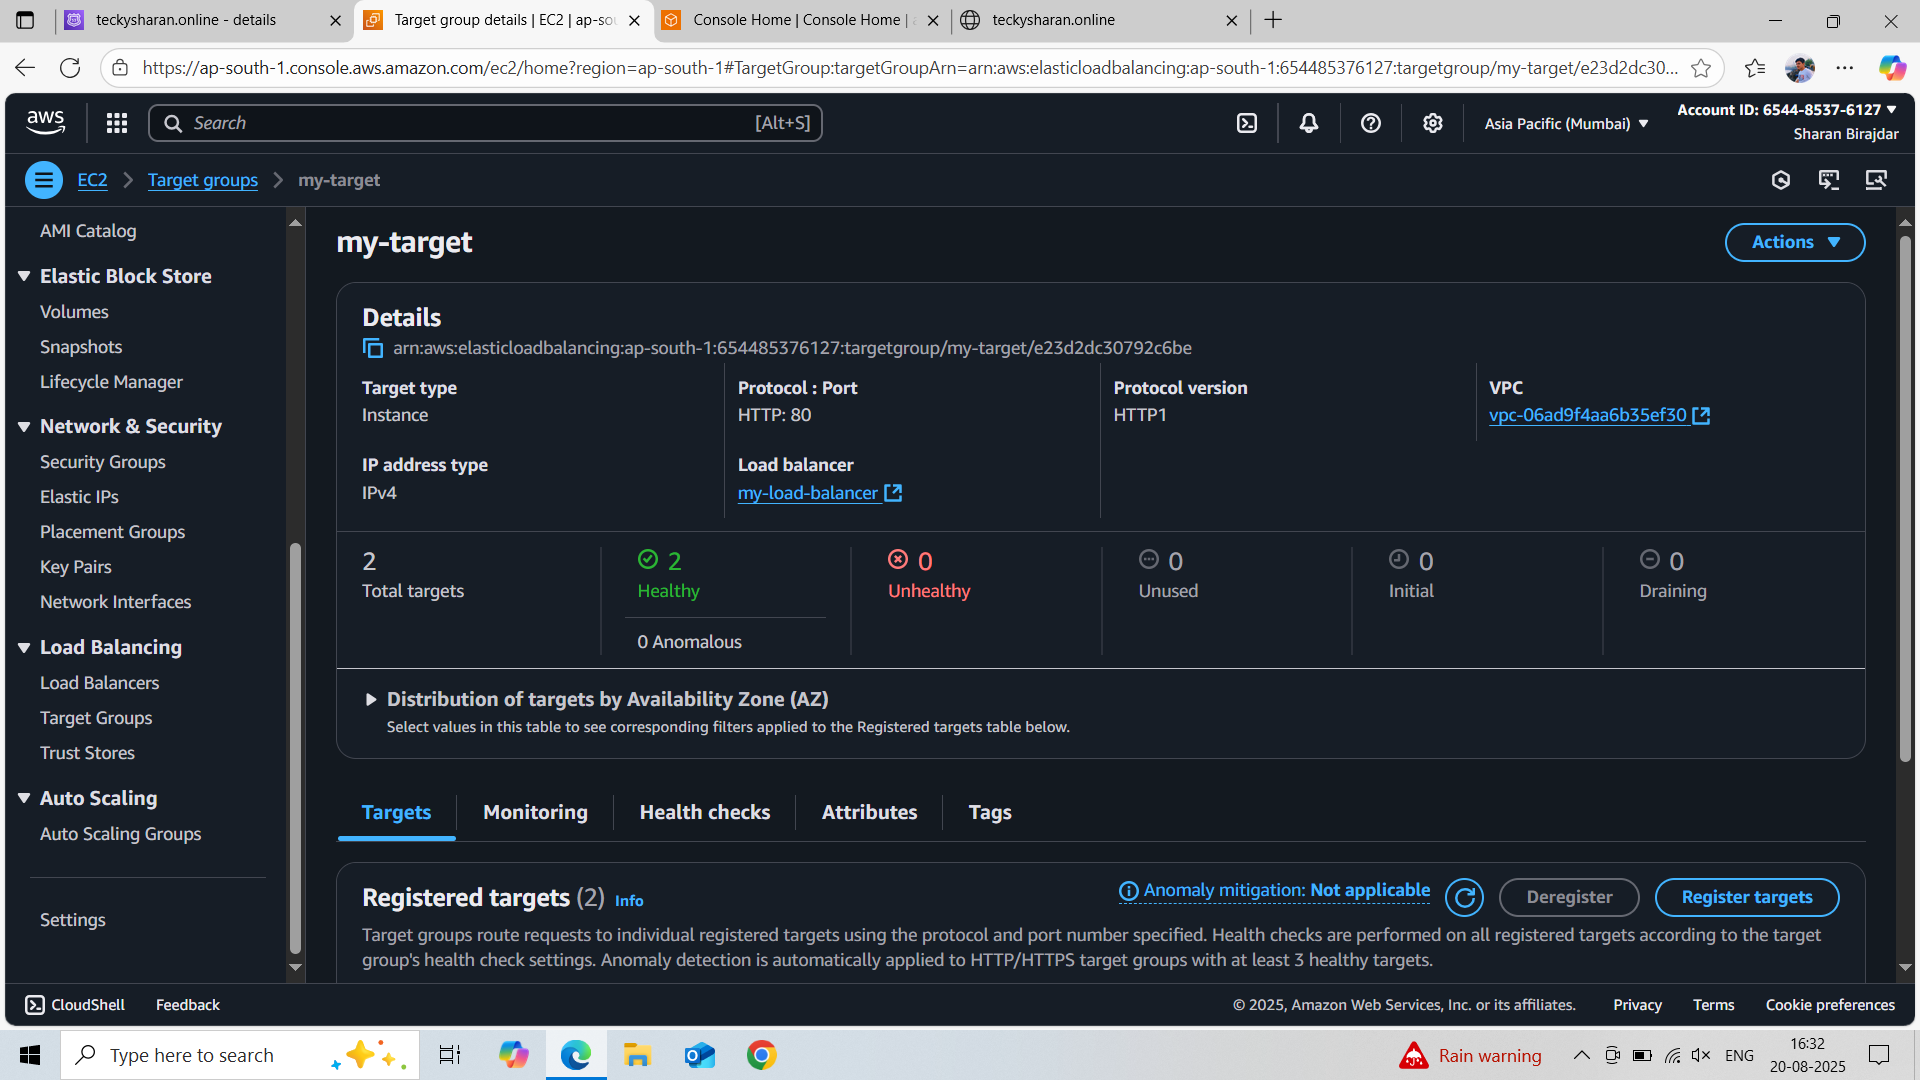 teckysharan.online - details
Target group details | EC2 | ap-so
Console Home | Console Home |
teckysharan.online
https://ap-south-1.console.aws.amazon.com/ec2/home?region=ap-south-1#TargetGroup:targetGroupArn=arn:aws:elasticloadbalancing:ap-south-1:654485376127:targetgroup/my-target/e23d2dc30...
aws
Search
[Alt+S]
Asia Pacific (Mumbai)
Account ID: 6544-8537-6127
Sharan Birajdar
EC2
Target groups
my-target
AMI Catalog
Elastic Block Store
Volumes
Snapshots
Lifecycle Manager
Network & Security
Security Groups
Elastic IPs
Placement Groups
Key Pairs
Network Interfaces
Load Balancing
Load Balancers
Target Groups
Trust Stores
Auto Scaling
Auto Scaling Groups
Settings
my-target
Actions
Details
arn:aws:elasticloadbalancing:ap-south-1:654485376127:targetgroup/my-target/e23d2dc30792c6be
Target type
Instance
Protocol : Port
HTTP: 80
Protocol version
HTTP1
VPC
vpc-06ad9f4aa6b35ef30
IP address type
IPv4
Load balancer
my-load-balancer
2
Total targets
2
Healthy
0 Anomalous
0
Unhealthy
0
Unused
0
Initial
0
Draining
Distribution of targets by Availability Zone (AZ)
Select values in this table to see corresponding filters applied to the Registered targets table below.
Targets
Monitoring
Health checks
Attributes
Tags
Registered targets (2) Info
Anomaly mitigation: Not applicable
Deregister
Register targets
Target groups route requests to individual registered targets using the protocol and port number specified. Health checks are performed on all registered targets according to the target
group's health check settings. Anomaly detection is automatically applied to HTTP/HTTPS target groups with at least 3 healthy targets.
CloudShell
Feedback
© 2025, Amazon Web Services, Inc. or its affiliates.
Privacy
Terms
Cookie preferences
Type here to search
Rain warning
ENG
16:32
20-08-2025